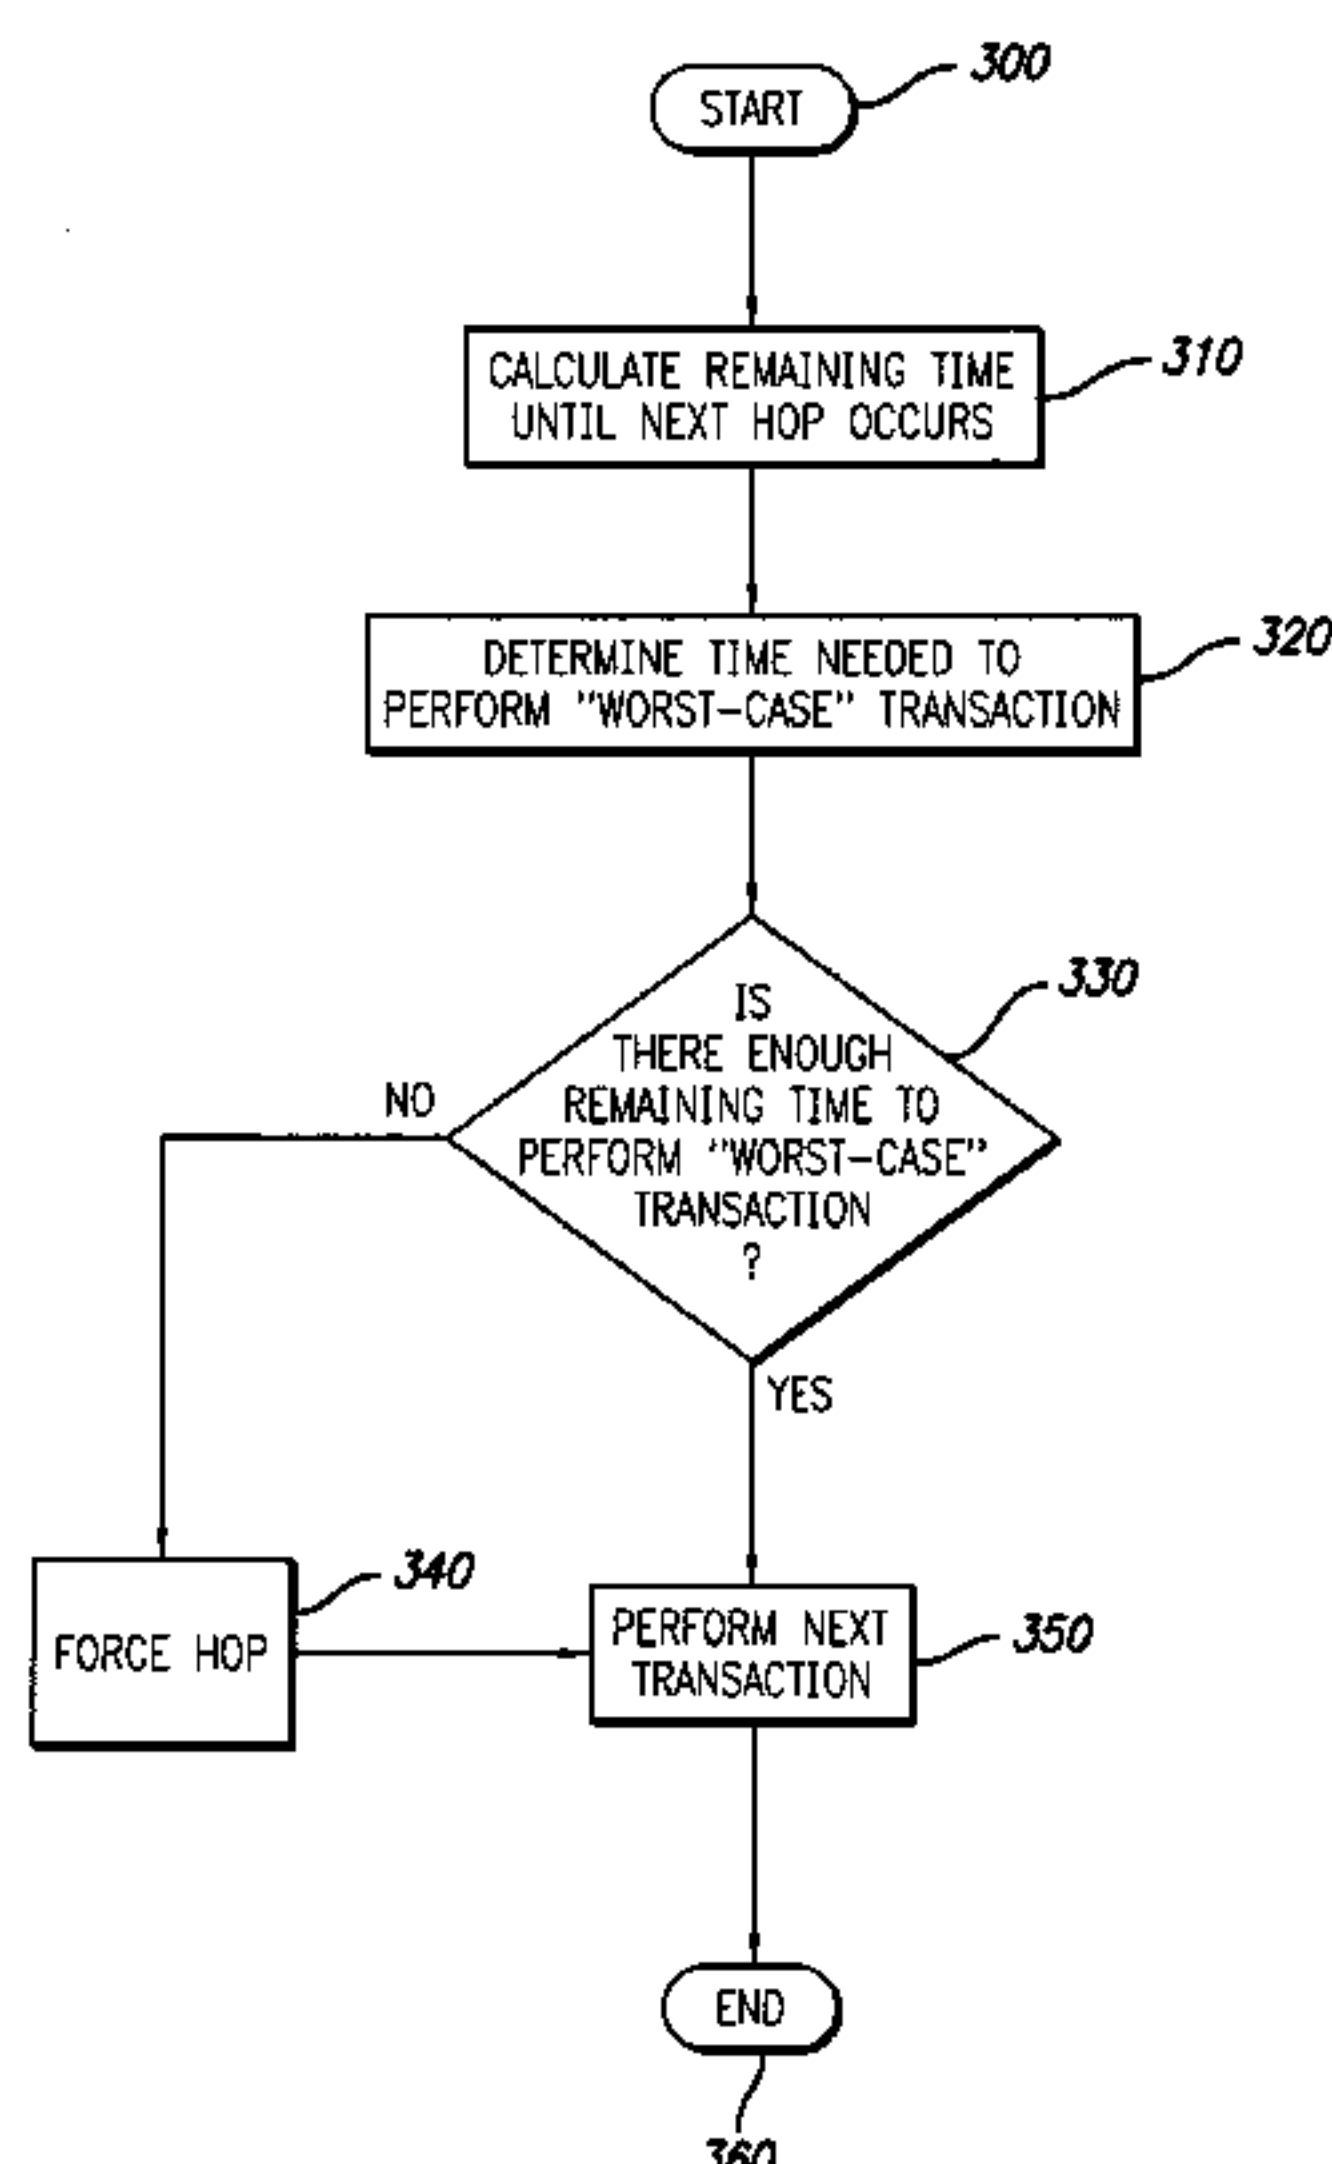 300
START
310
CALCULATE REMAINING TIME
UNTIL NEXT HOP OCCURS
320
DETERMINE TIME NEEDED TO
PERFORM "WORST-CASE" TRANSACTION
330
IS
THERE ENOUGH
REMAINING TIME TO
PERFORM "WORST-CASE"
TRANSACTION
?
NO
YES
340
FORCE HOP
350
PERFORM NEXT
TRANSACTION
END
360